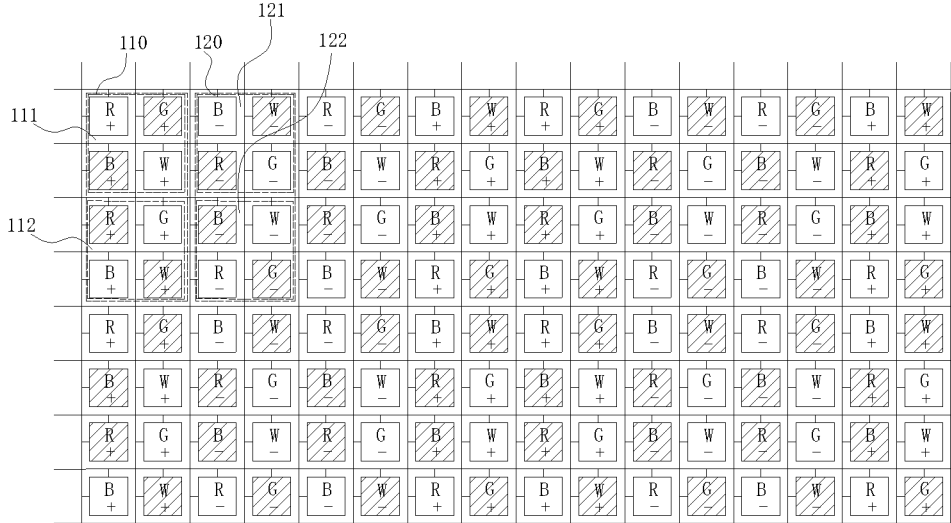 121
110 120 122
R G B W R G B W R G B W R G B W
111
+ + − − − − + + + + − − − − + +
B W R G B W R G B W R G B W R G
+ + − − − − + + + + − − − − + +
R G B W R G B W R G B W R G B W
112
+ + − − − − + + + + − − − − + +
B W R G B W R G B W R G B W R G
+ + − − − − + + + + − − − − + +
R G B W R G B W R G B W R G B W
+ + − − − − + + + + − − − − + +
B W R G B W R G B W R G B W R G
+ + − − − − + + + + − − − − + +
R G B W R G B W R G B W R G B W
+ + − − − − + + + + − − − − + +
B W R G B W R G B W R G B W R G
+ + − − − − + + + + − − − − + +